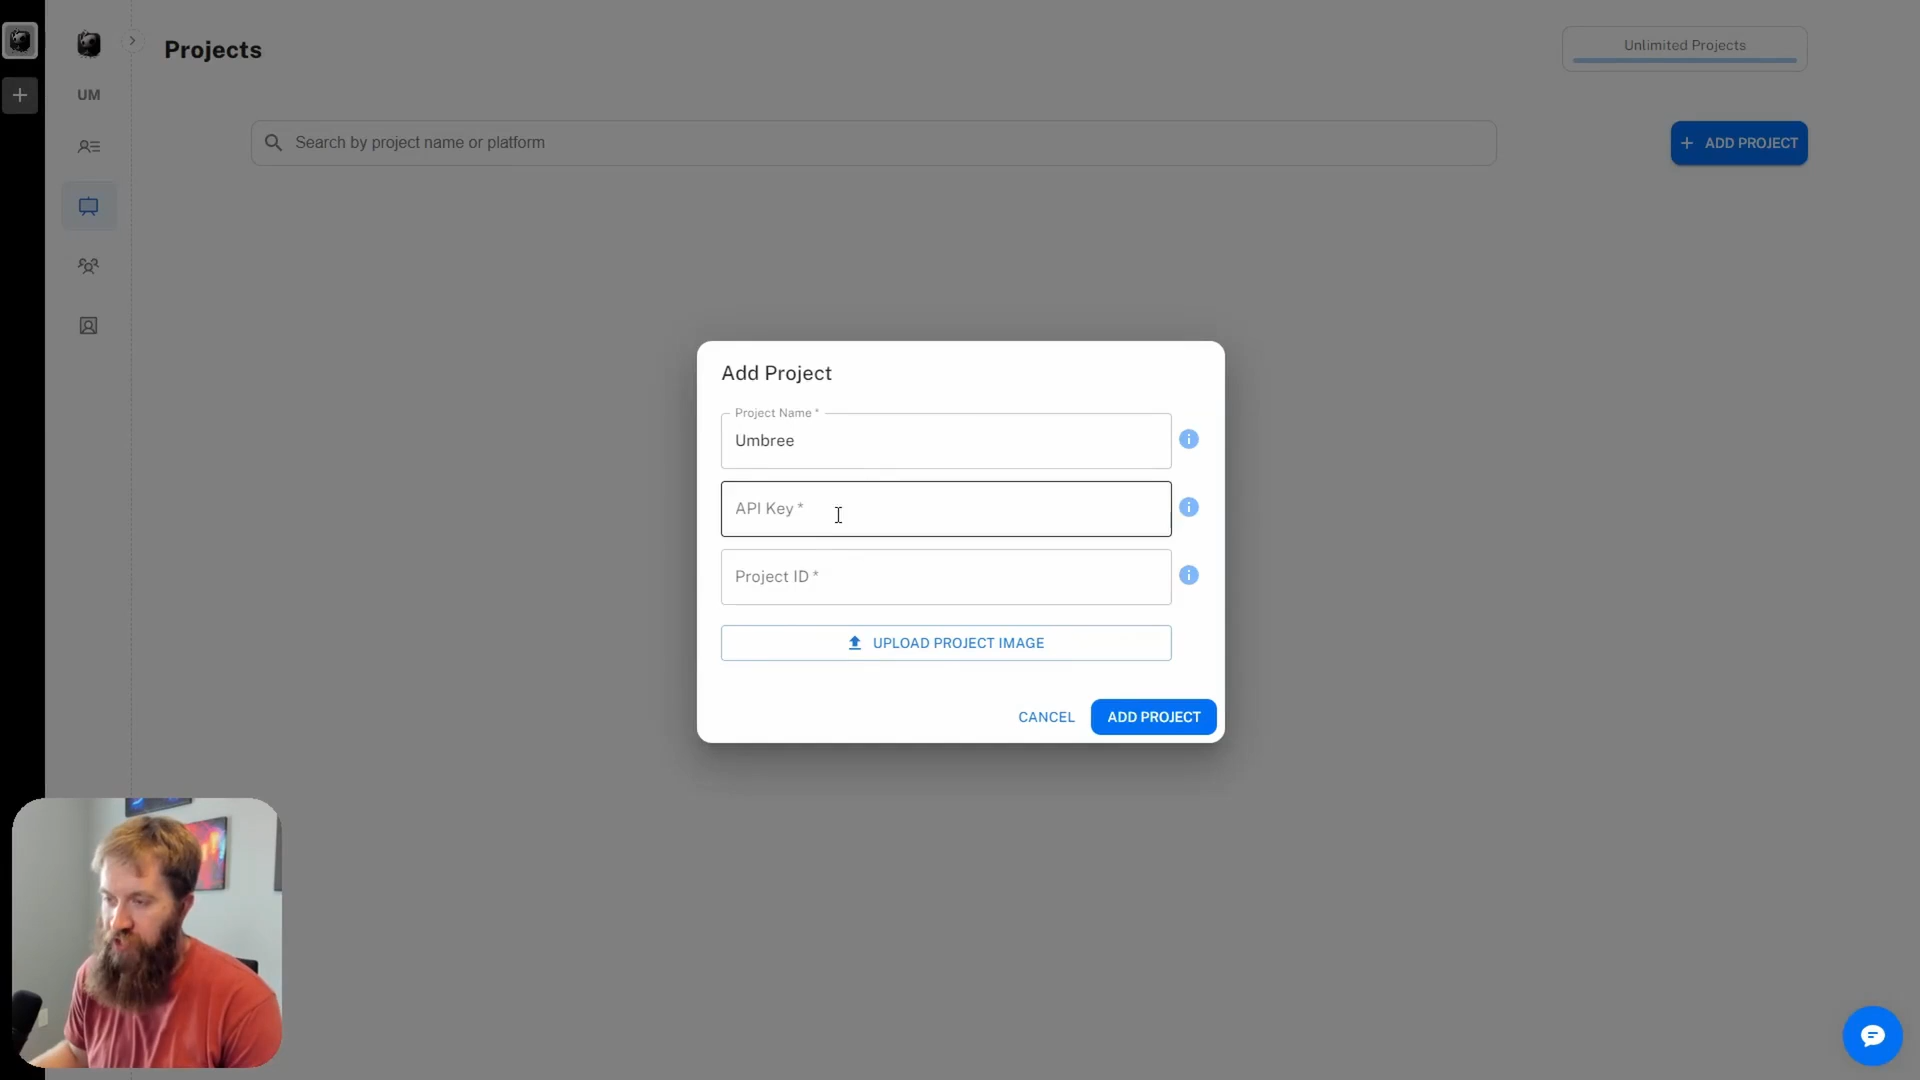 Projects
Unlimited Projects
UM
Search by project name or platform
+ ADD PROJECT
Add Project
Project Name *
Umbree
API Key *
Project ID *
UPLOAD PROJECT IMAGE
CANCEL
ADD PROJECT